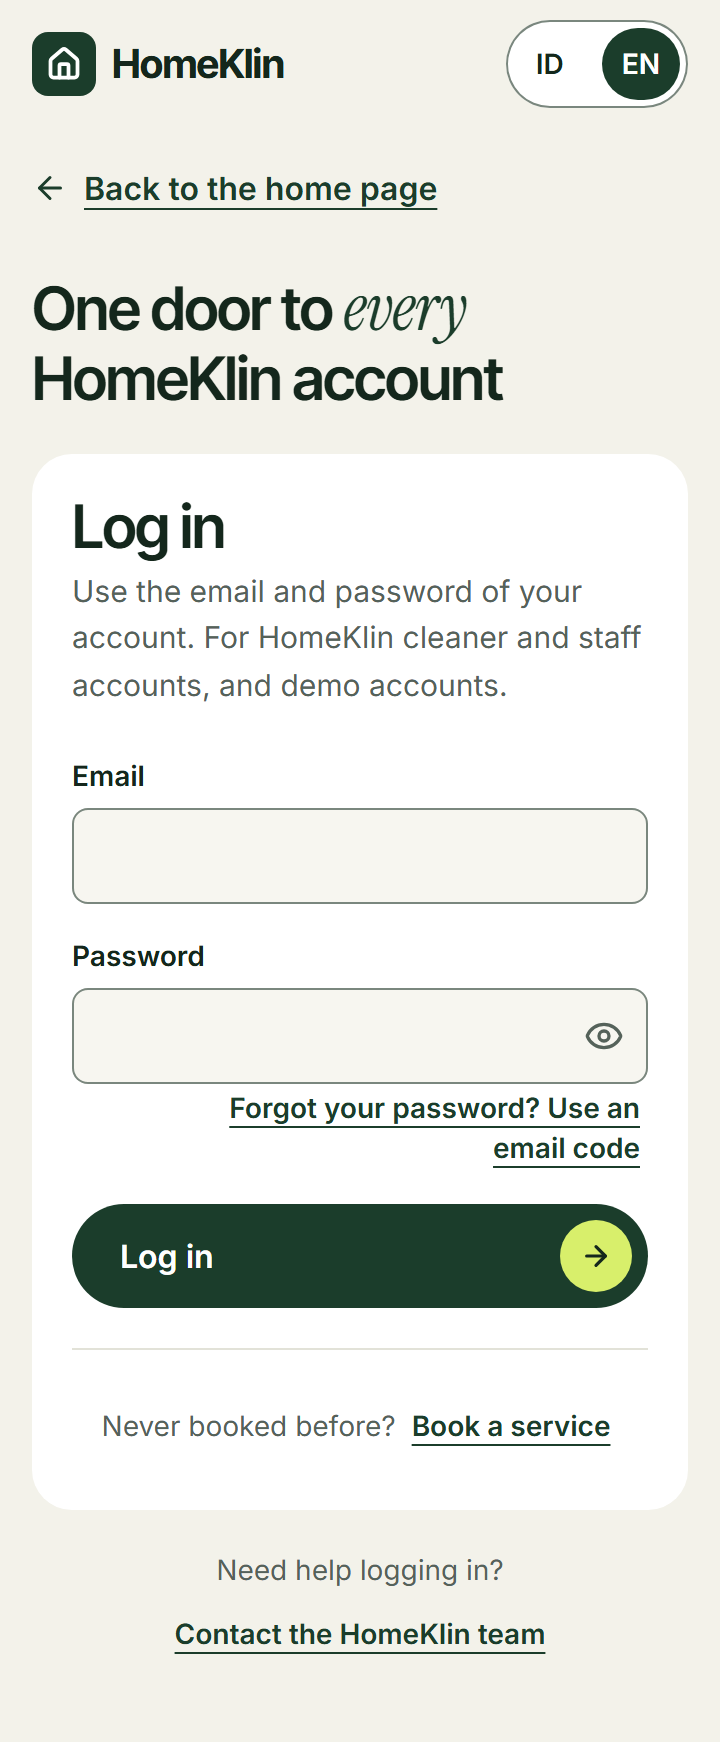 HomeKlin
ID EN
Back to the home page
One door to every
HomeKlin account
Log in
Use the email and password of your
account. For HomeKlin cleaner and staff
accounts, and demo accounts.
Email
Password
Forgot your password? Use an
email code
Log in
Never booked before? Book a service
Need help logging in?
Contact the HomeKlin team